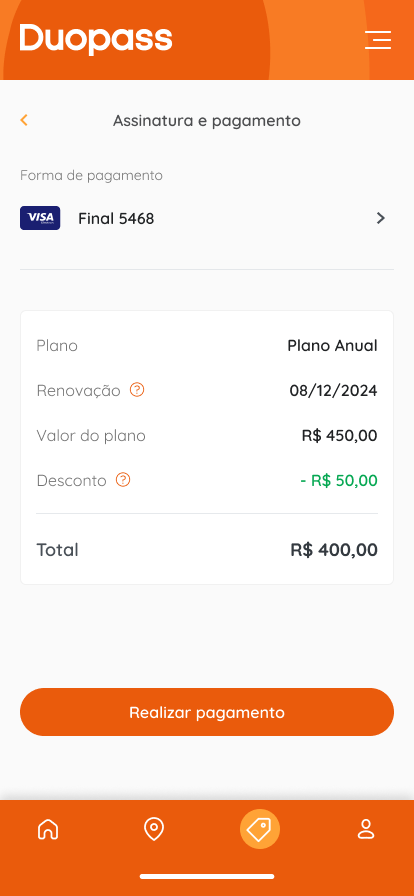 Duopass
Assinatura e pagamento
Forma de pagamento
VISA Final 5468
Plano Plano Anual
Renovação ? 08/12/2024
Valor do plano R$ 450,00
Desconto ? - R$ 50,00
Total R$ 400,00
Realizar pagamento